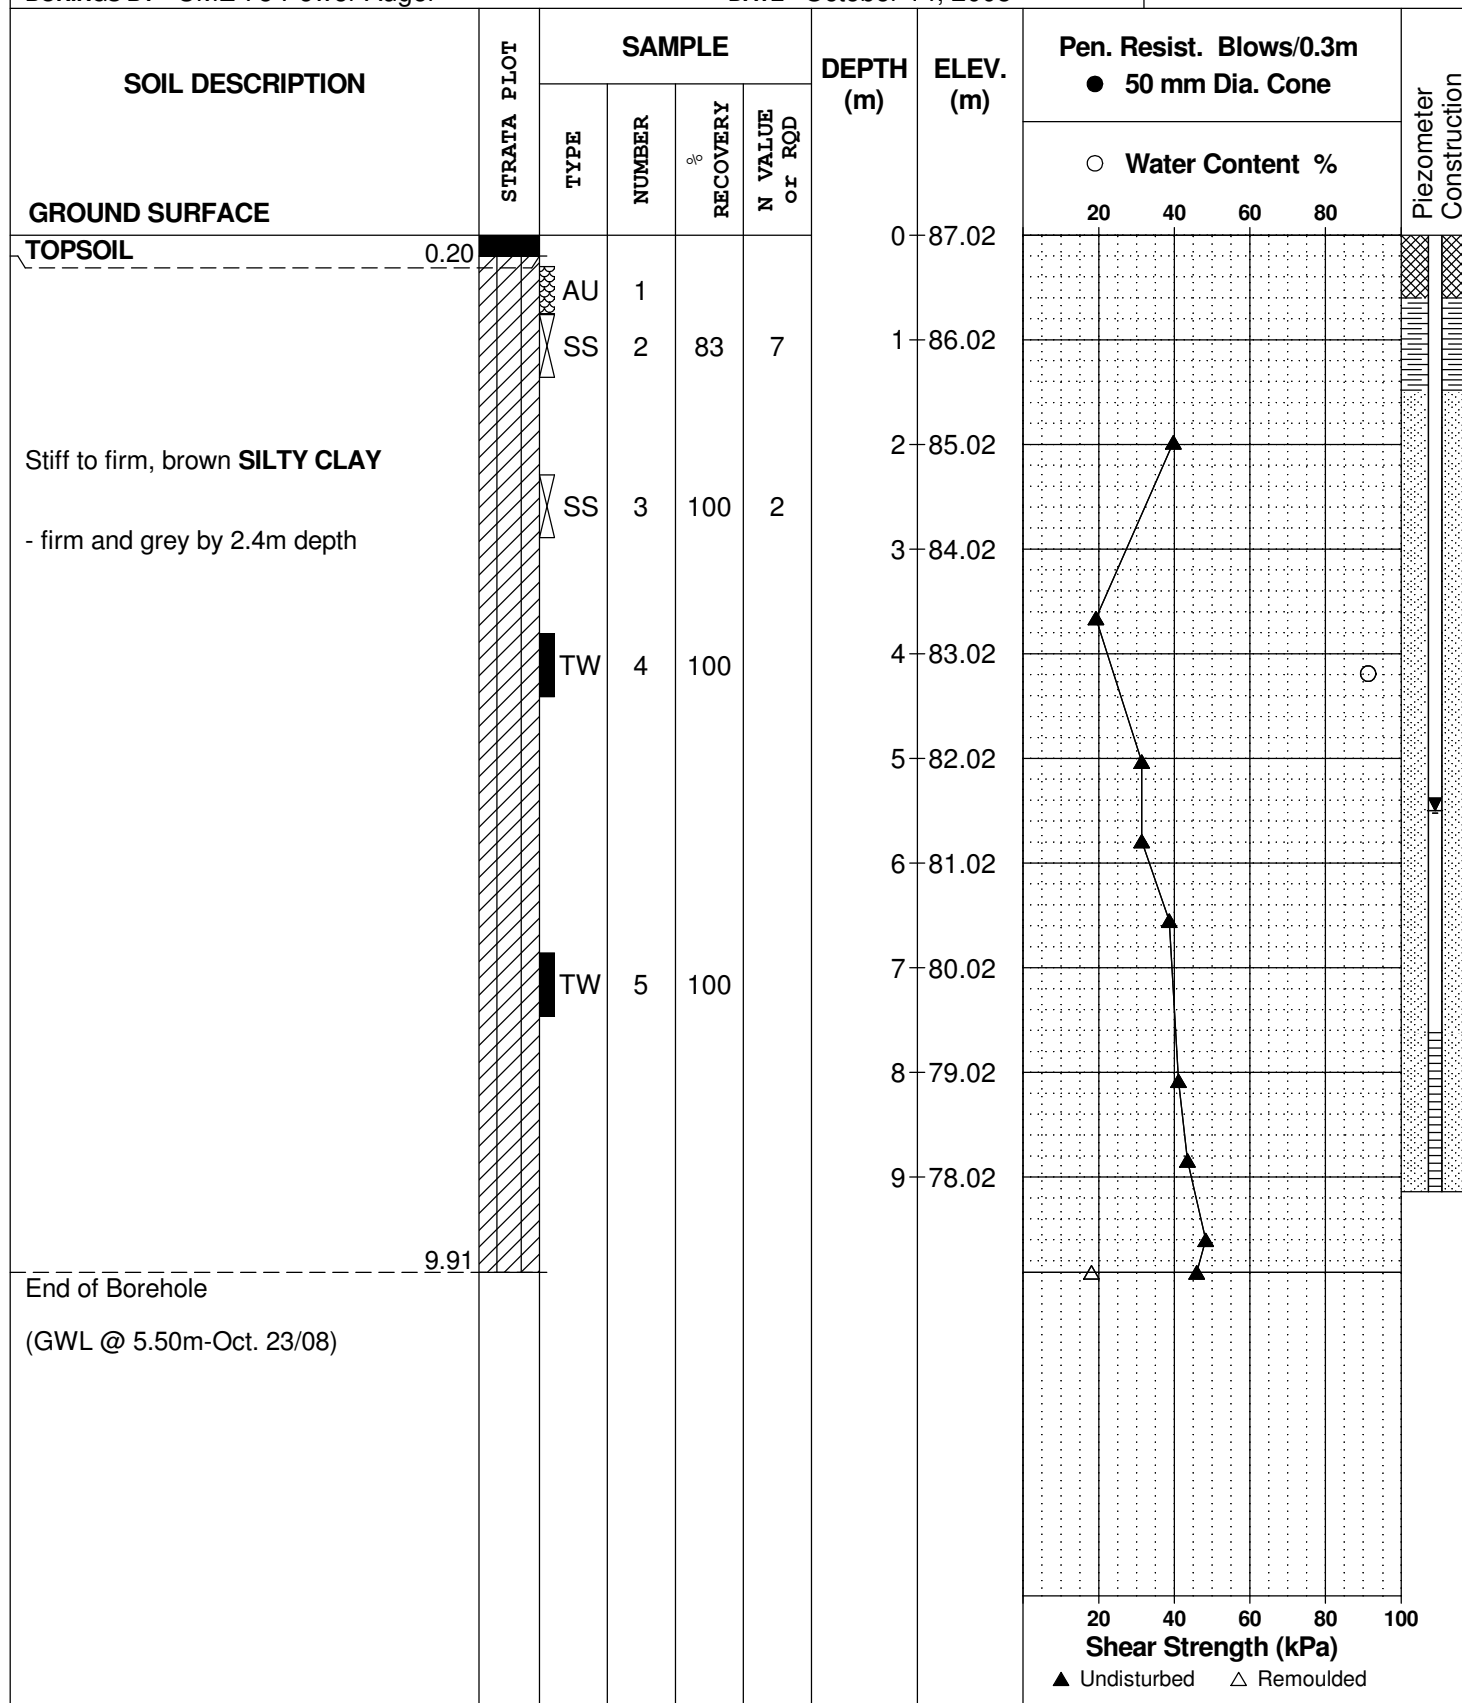 SOIL DESCRIPTION
GROUND SURFACE
STRATA PLOT
SAMPLE
TYPE
NUMBER
% RECOVERY
N VALUE or RQD
DEPTH (m)
ELEV. (m)
Pen. Resist. Blows/0.3m
● 50 mm Dia. Cone
○ Water Content %
20 40 60 80
Piezometer Construction
TOPSOIL 0.20
0 87.02
AU 1
SS 2 83 7
1 86.02
2 85.02
Stiff to firm, brown SILTY CLAY
SS 3 100 2
- firm and grey by 2.4m depth
3 84.02
TW 4 100
4 83.02
5 82.02
6 81.02
7 80.02
TW 5 100
8 79.02
9 78.02
9.91
End of Borehole
(GWL @ 5.50m-Oct. 23/08)
20 40 60 80 100
Shear Strength (kPa)
▲ Undisturbed △ Remoulded